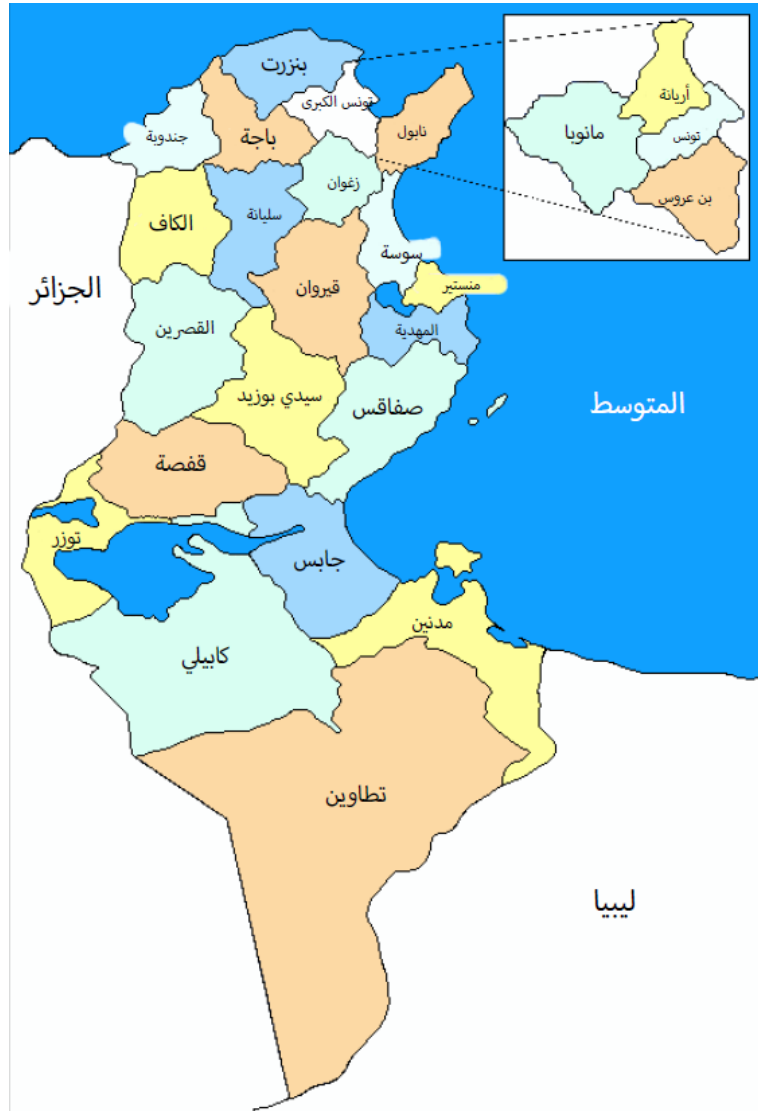 بنزرت
تونس الكبرى
نابول
باجة
جندوبة
أريانة
مانوبا
تونس
بن عروس
زغوان
سليانة
الكاف
سوسة
الجزائر
قيروان
منستير
القصرين
المهدية
سيدي بوزيد
صفاقس
المتوسط
قفصة
توزر
جابس
مدنين
كابيلي
تطاوين
ليبيا